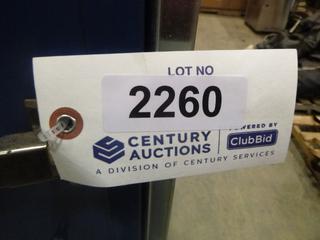 LOT NO
2260
CENTURY AUCTIONS
POWERED BY
ClubBid
A DIVISION OF CENTURY SERVICES